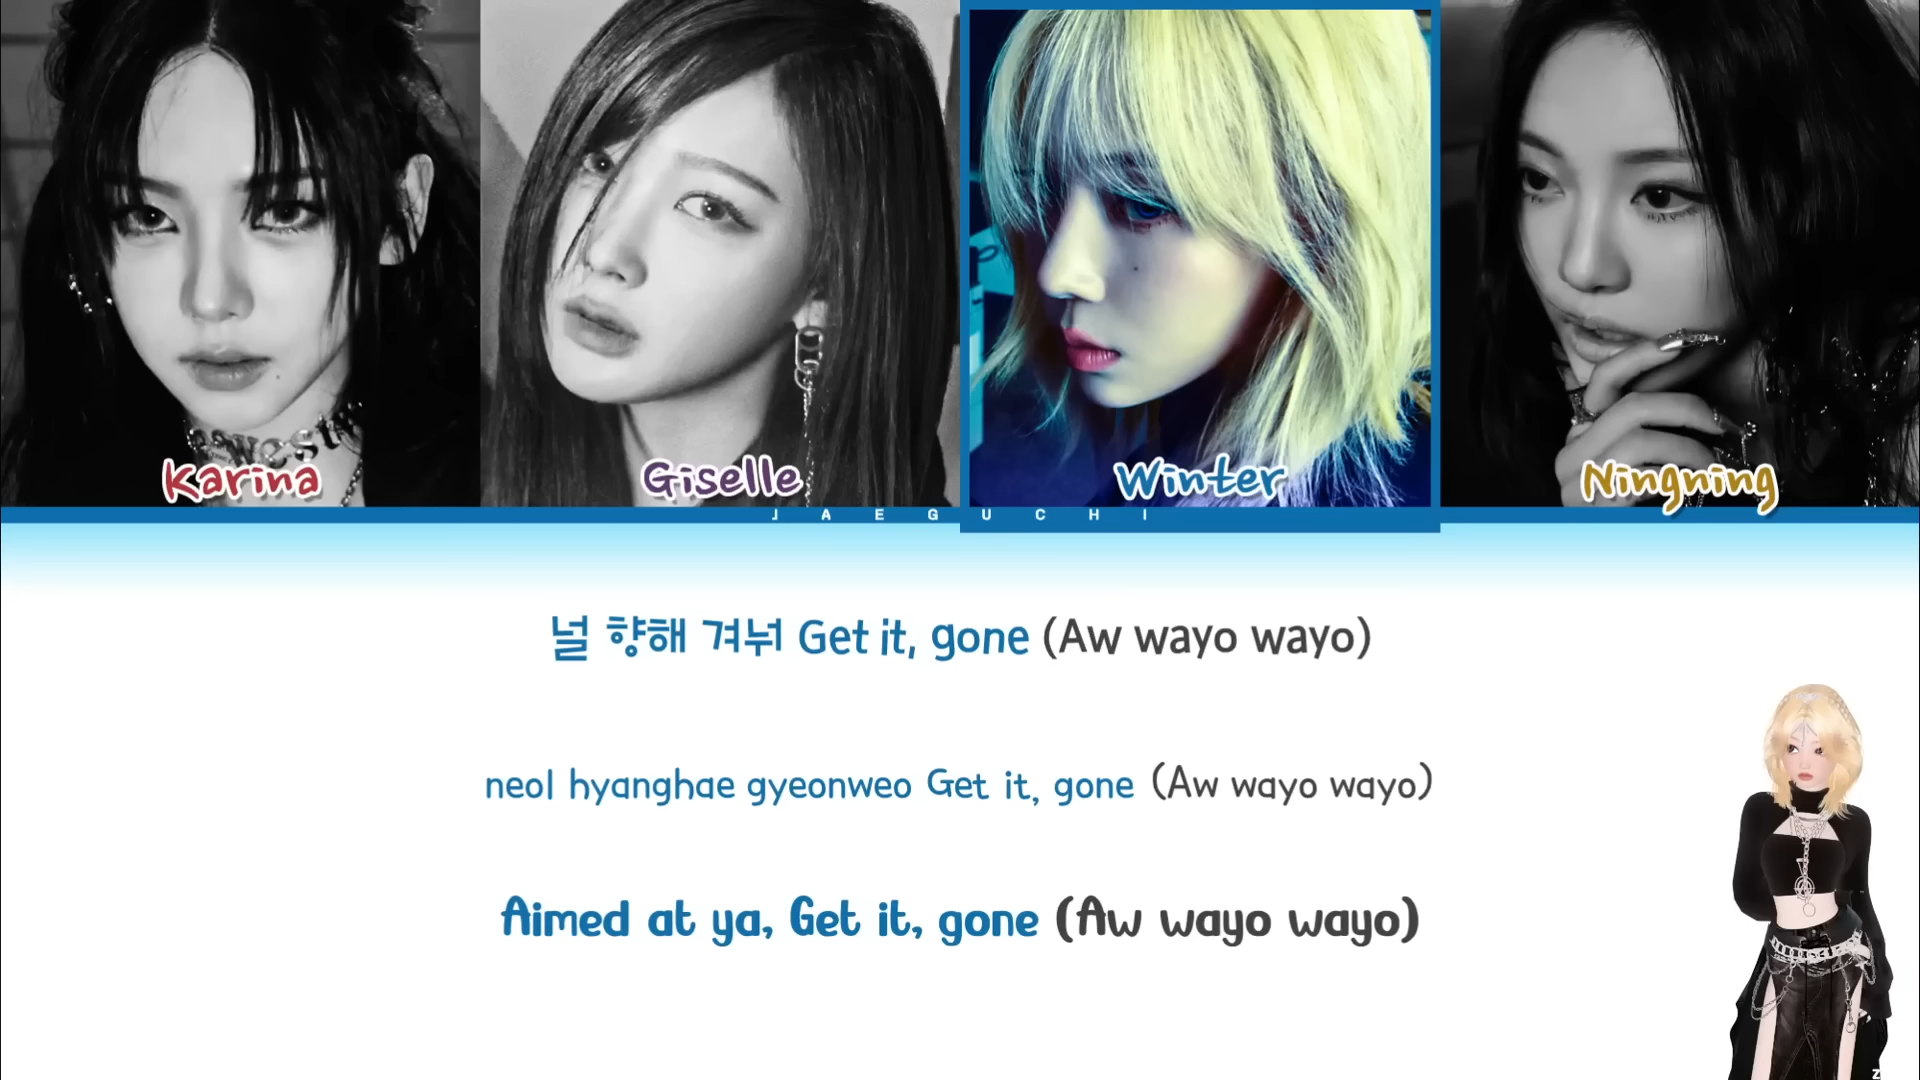 Karina
Giselle
Winter
Ningning
JAEGUCHI
널 향해 겨눠 Get it, gone (Aw wayo wayo)
neol hyanghae gyeonweo Get it, gone (Aw wayo wayo)
Aimed at ya, Get it, gone (Aw wayo wayo)
Z